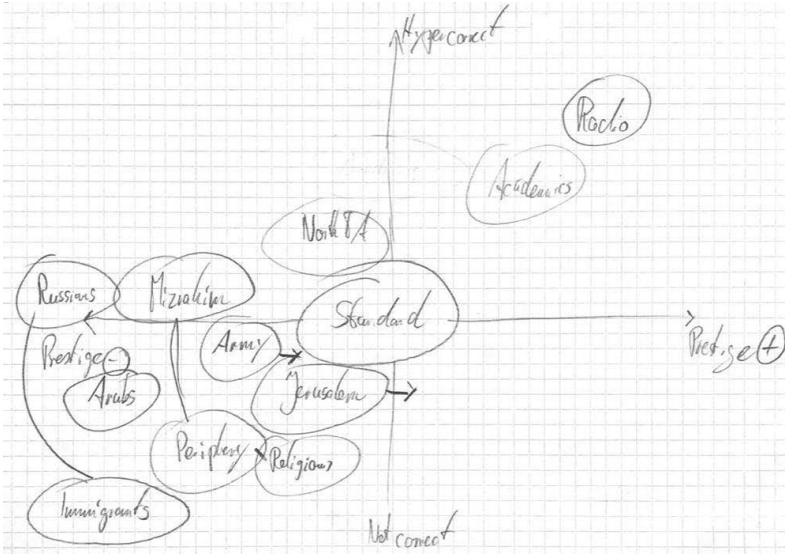 Hypercorrect
Radio
Academics
North TA
Russians
Mizrahim
Standard
Army
Prestige +
Prestige -
Arabs
Jerusalem
Periphery
Religious
Immigrants
Not correct